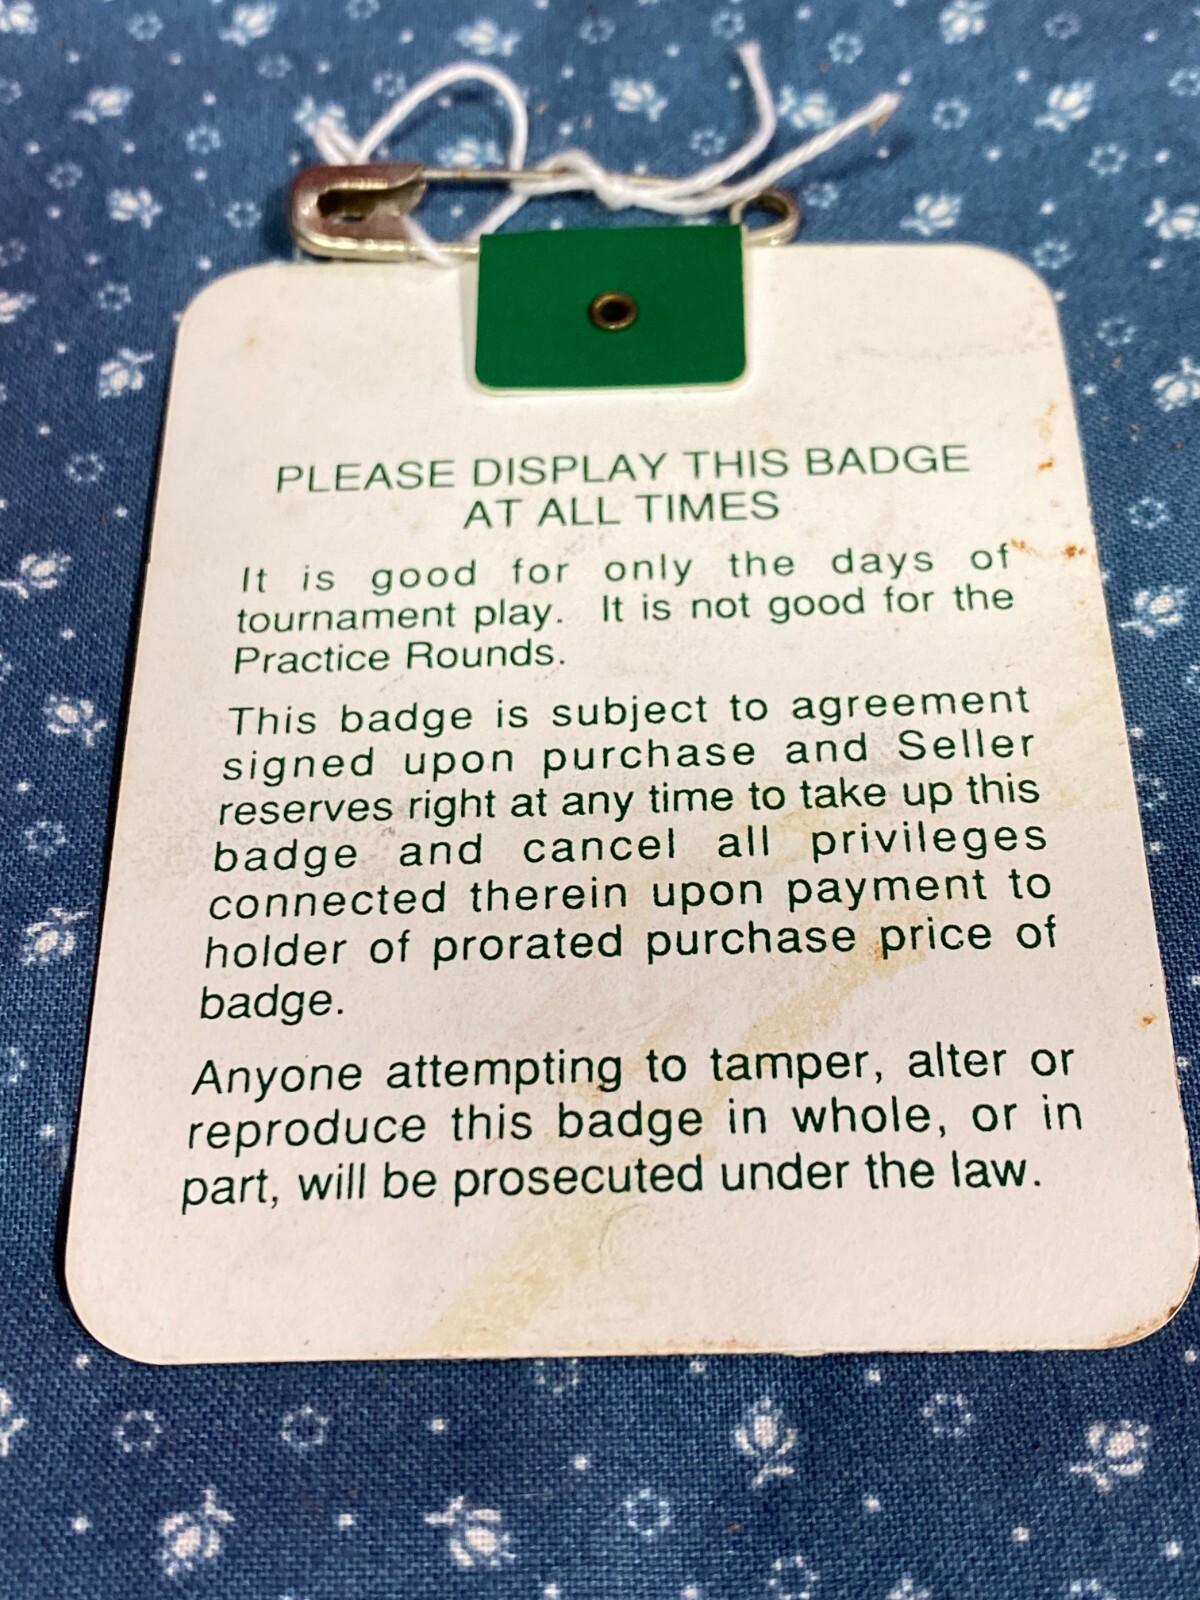 PLEASE DISPLAY THIS BADGE
AT ALL TIMES
It is good for only the days of
tournament play. It is not good for the
Practice Rounds.
This badge is subject to agreement
signed upon purchase and Seller
reserves right at any time to take up this
badge and cancel all privileges
connected therein upon payment to
holder of prorated purchase price of
badge.
Anyone attempting to tamper, alter or
reproduce this badge in whole, or in
part, will be prosecuted under the law.